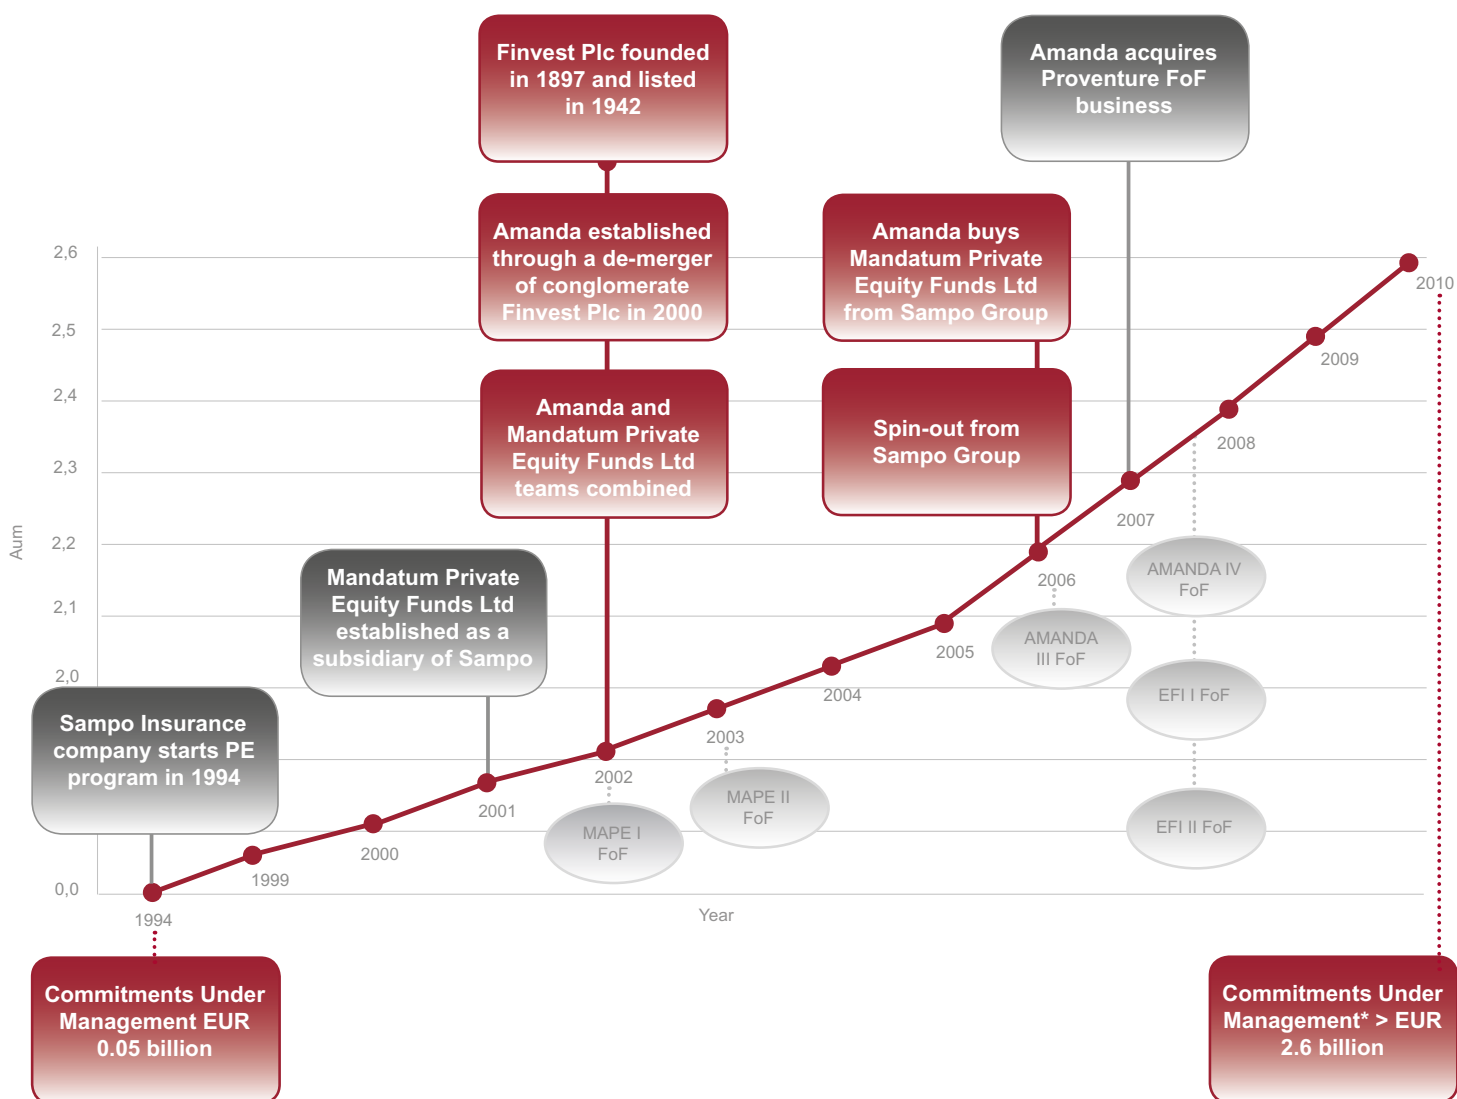 Finvest Plc founded
in 1897 and listed
in 1942
Amanda acquires
Proventure FoF
business
Amanda established
through a de-merger
of conglomerate
Finvest Plc in 2000
Amanda buys
Mandatum Private
Equity Funds Ltd
from Sampo Group
Amanda and
Mandatum Private
Equity Funds Ltd
teams combined
Spin-out from
Sampo Group
Mandatum Private
Equity Funds Ltd
established as a
subsidiary of Sampo
Sampo Insurance
company starts PE
program in 1994
2,6
2,5
2,4
2,3
2,2
2,1
2,0
0,0
Aum
1994
1999
2000
2001
2002
2003
2004
2005
2006
2007
2008
2009
2010
MAPE I
FoF
MAPE II
FoF
AMANDA
III FoF
AMANDA IV
FoF
EFI I FoF
EFI II FoF
Year
Commitments Under
Management EUR
0.05 billion
Commitments Under
Management* > EUR
2.6 billion